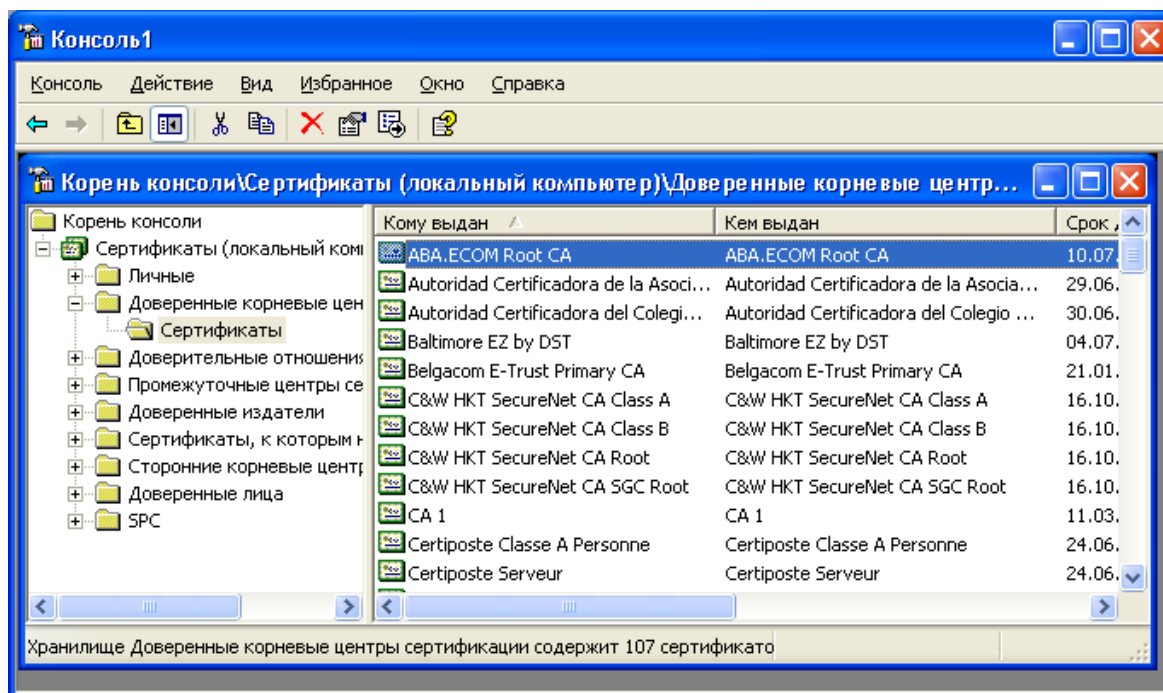 Консоль1
Консоль Действие Вид Избранное Окно Справка
Корень консоли\Сертификаты (локальный компьютер)\Доверенные корневые центр...
Корень консоли
Сертификаты (локальный ком
Личные
Доверенные корневые цен
Сертификаты
Доверительные отношения
Промежуточные центры се
Доверенные издатели
Сертификаты, к которым н
Сторонние корневые центр
Доверенные лица
SPC
Кому выдан Кем выдан Срок
ABA.ECOM Root CA ABA.ECOM Root CA 10.07.
Autoridad Certificadora de la Asoci... Autoridad Certificadora de la Asocia... 29.06.
Autoridad Certificadora del Colegi... Autoridad Certificadora del Colegio ... 30.06.
Baltimore EZ by DST Baltimore EZ by DST 04.07.
Belgacom E-Trust Primary CA Belgacom E-Trust Primary CA 21.01.
C&W HKT SecureNet CA Class A C&W HKT SecureNet CA Class A 16.10.
C&W HKT SecureNet CA Class B C&W HKT SecureNet CA Class B 16.10.
C&W HKT SecureNet CA Root C&W HKT SecureNet CA Root 16.10.
C&W HKT SecureNet CA SGC Root C&W HKT SecureNet CA SGC Root 16.10.
CA 1 CA 1 11.03.
Certiposte Classe A Personne Certiposte Classe A Personne 24.06.
Certiposte Serveur Certiposte Serveur 24.06.
Хранилище Доверенные корневые центры сертификации содержит 107 сертификато